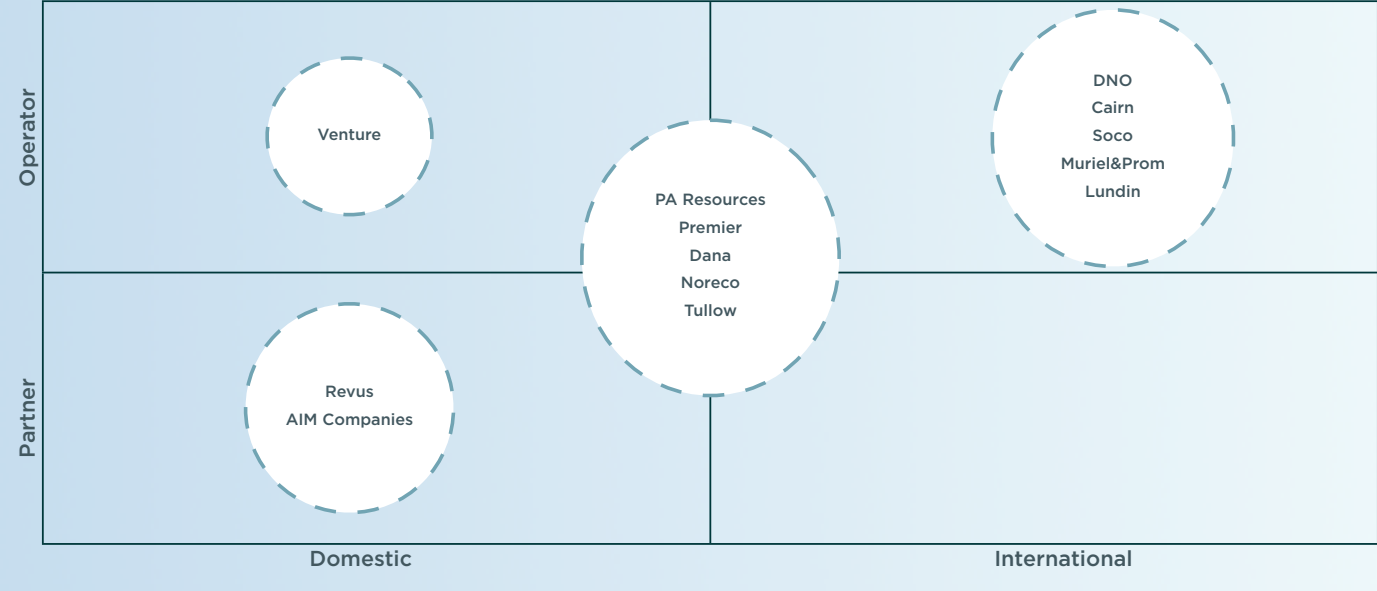 Operator
Venture
DNO
Cairn
Soco
Muriel&Prom
Lundin
PA Resources
Premier
Dana
Noreco
Tullow
Partner
Revus
AIM Companies
Domestic
International